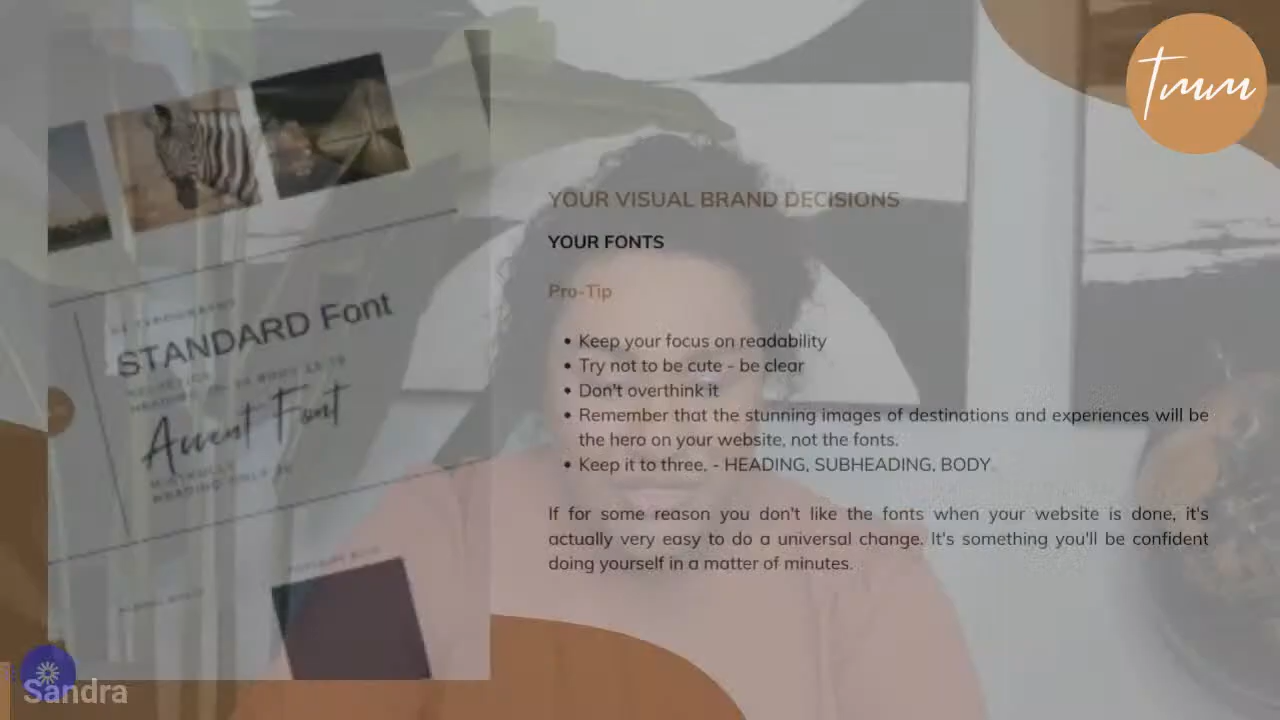 Tmm
YOUR VISUAL BRAND DECISIONS
YOUR FONTS
Pro-Tip
• Keep your focus on readability
• Try not to be cute - be clear
• Don't overthink it
• Remember that the stunning images of destinations and experiences will be
the hero on your website, not the fonts.
• Keep it to three. - HEADING, SUBHEADING, BODY
If for some reason you don't like the fonts when your website is done, it's
actually very easy to do a universal change. It's something you'll be confident
doing yourself in a matter of minutes.
STANDARD Font
Accent Font
Sandra